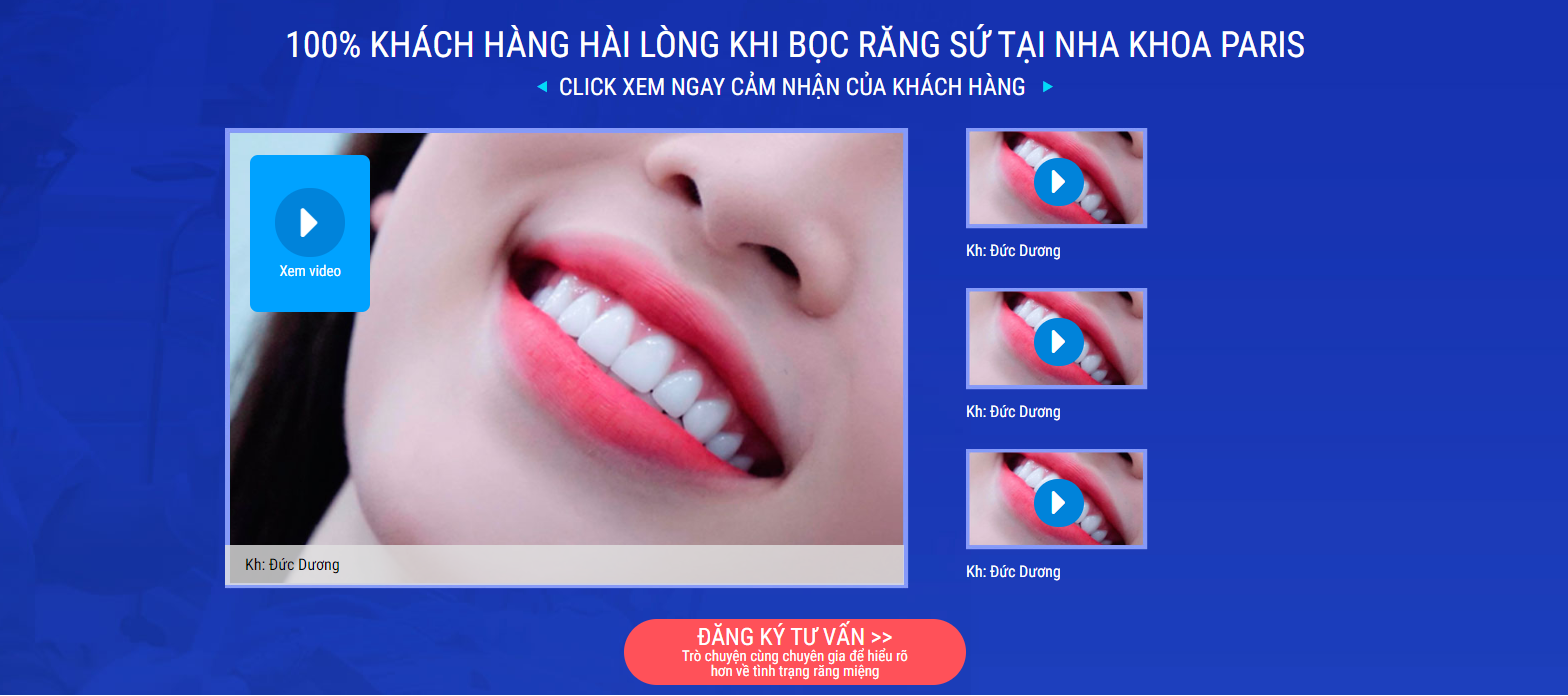 100% KHÁCH HÀNG HÀI LÒNG KHI BỌC RĂNG SỨ TẠI NHA KHOA PARIS
CLICK XEM NGAY CẢM NHẬN CỦA KHÁCH HÀNG
Xem video
Kh: Đức Dương
Kh: Đức Dương
Kh: Đức Dương
Kh: Đức Dương
ĐĂNG KÝ TƯ VẤN >>
Trò chuyện cùng chuyên gia để hiểu rõ
hơn về tình trạng răng miệng